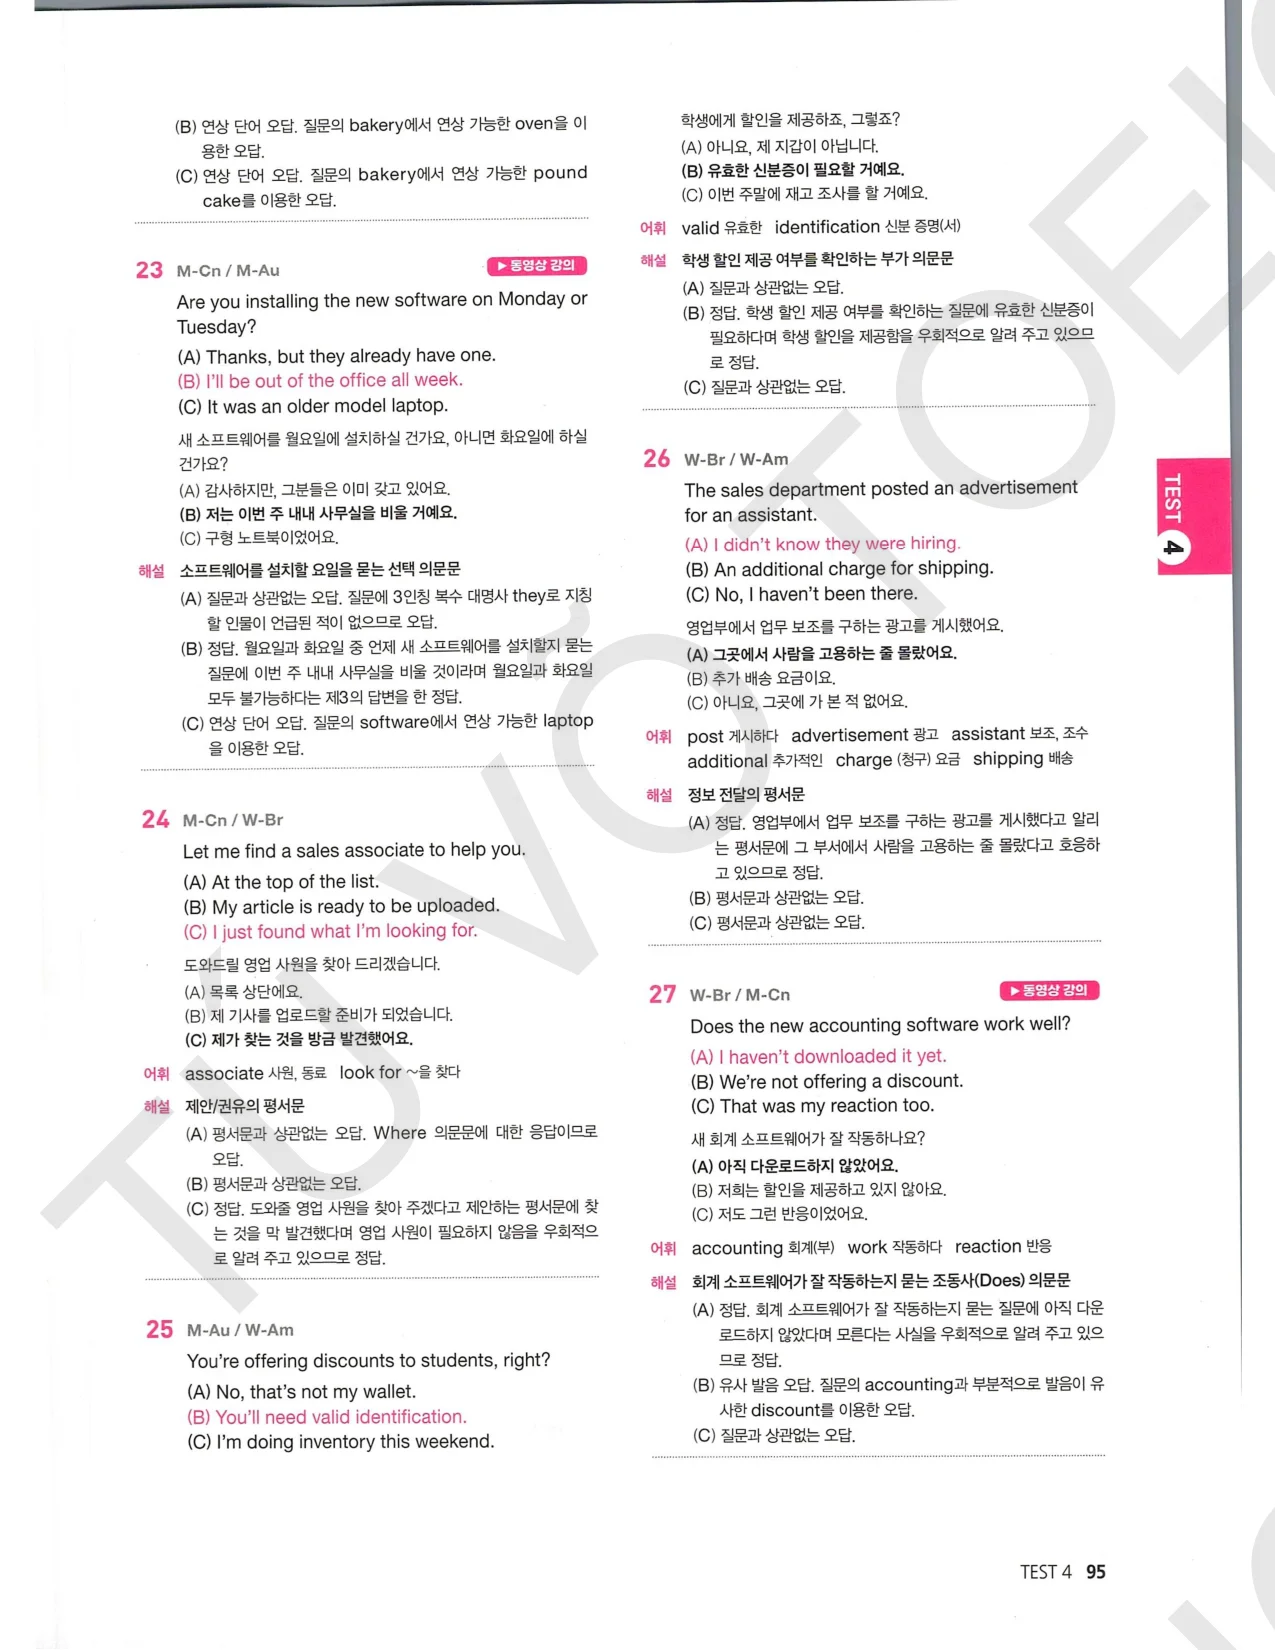 (B) 연상 단어 오답. 질문의 bakery에서 연상 가능한 oven을 이
용한 오답.
(C) 연상 단어 오답. 질문의 bakery에서 연상 가능한 pound
cake를 이용한 오답.
23 M-Cn / M-Au ▶ 동영상 강의
Are you installing the new software on Monday or
Tuesday?
(A) Thanks, but they already have one.
(B) I'll be out of the office all week.
(C) It was an older model laptop.
새 소프트웨어를 월요일에 설치하실 건가요, 아니면 화요일에 하실
건가요?
(A) 감사하지만, 그분들은 이미 갖고 있어요.
(B) 저는 이번 주 내내 사무실을 비울 거예요.
(C) 구형 노트북이었어요.
해설 소프트웨어를 설치할 요일을 묻는 선택 의문문
(A) 질문과 상관없는 오답. 질문에 3인칭 복수 대명사 they로 지칭
할 인물이 언급된 적이 없으므로 오답.
(B) 정답. 월요일과 화요일 중 언제 새 소프트웨어를 설치할지 묻는
질문에 이번 주 내내 사무실을 비울 것이라며 월요일과 화요일
모두 불가능하다는 제3의 답변을 한 정답.
(C) 연상 단어 오답. 질문의 software에서 연상 가능한 laptop
을 이용한 오답.
24 M-Cn / W-Br
Let me find a sales associate to help you.
(A) At the top of the list.
(B) My article is ready to be uploaded.
(C) I just found what I'm looking for.
도와드릴 영업 사원을 찾아 드리겠습니다.
(A) 목록 상단에요.
(B) 제 기사를 업로드할 준비가 되었습니다.
(C) 제가 찾는 것을 방금 발견했어요.
어휘 associate 사원, 동료 look for ~을 찾다
해설 제안/권유의 평서문
(A) 평서문과 상관없는 오답. Where 의문문에 대한 응답이므로
오답.
(B) 평서문과 상관없는 오답.
(C) 정답. 도와줄 영업 사원을 찾아 주겠다고 제안하는 평서문에 찾
는 것을 막 발견했다며 영업 사원이 필요하지 않음을 우회적으
로 알려 주고 있으므로 정답.
25 M-Au / W-Am
You're offering discounts to students, right?
(A) No, that's not my wallet.
(B) You'll need valid identification.
(C) I'm doing inventory this weekend.
학생에게 할인을 제공하죠, 그렇죠?
(A) 아니요, 제 지갑이 아닙니다.
(B) 유효한 신분증이 필요할 거예요.
(C) 이번 주말에 재고 조사를 할 거예요.
어휘 valid 유효한 identification 신분 증명(서)
해설 학생 할인 제공 여부를 확인하는 부가 의문문
(A) 질문과 상관없는 오답.
(B) 정답. 학생 할인 제공 여부를 확인하는 질문에 유효한 신분증이
필요하다며 학생 할인을 제공함을 우회적으로 알려 주고 있으므
로 정답.
(C) 질문과 상관없는 오답.
26 W-Br / W-Am
The sales department posted an advertisement
for an assistant.
(A) I didn't know they were hiring.
(B) An additional charge for shipping.
(C) No, I haven't been there.
영업부에서 업무 보조를 구하는 광고를 게시했어요.
(A) 그곳에서 사람을 고용하는 줄 몰랐어요.
(B) 추가 배송 요금이요.
(C) 아니요, 그곳에 가 본 적 없어요.
어휘 post 게시하다 advertisement 광고 assistant 보조, 조수
additional 추가적인 charge (청구) 요금 shipping 배송
해설 정보 전달의 평서문
(A) 정답. 영업부에서 업무 보조를 구하는 광고를 게시했다고 알리
는 평서문에 그 부서에서 사람을 고용하는 줄 몰랐다고 호응하
고 있으므로 정답.
(B) 평서문과 상관없는 오답.
(C) 평서문과 상관없는 오답.
27 W-Br / M-Cn ▶ 동영상 강의
Does the new accounting software work well?
(A) I haven't downloaded it yet.
(B) We're not offering a discount.
(C) That was my reaction too.
새 회계 소프트웨어가 잘 작동하나요?
(A) 아직 다운로드하지 않았어요.
(B) 저희는 할인을 제공하고 있지 않아요.
(C) 저도 그런 반응이었어요.
어휘 accounting 회계(부) work 작동하다 reaction 반응
해설 회계 소프트웨어가 잘 작동하는지 묻는 조동사(Does) 의문문
(A) 정답. 회계 소프트웨어가 잘 작동하는지 묻는 질문에 아직 다운
로드하지 않았다며 모른다는 사실을 우회적으로 알려 주고 있으
므로 정답.
(B) 유사 발음 오답. 질문의 accounting과 부분적으로 발음이 유
사한 discount를 이용한 오답.
(C) 질문과 상관없는 오답.
TEST 4
TEST 4 95
TÚ VÕ TOEIC